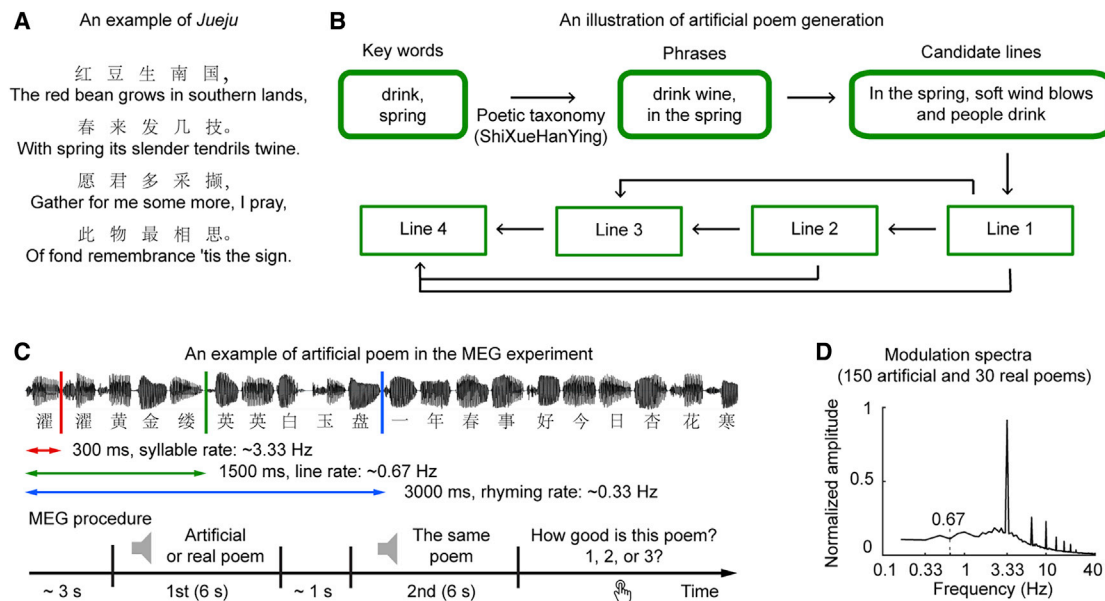 A An example of Jueju
红 豆 生 南 国,
The red bean grows in southern lands,
春 来 发 几 技。
With spring its slender tendrils twine.
愿 君 多 采 撷,
Gather for me some more, I pray,
此 物 最 相 思。
Of fond remembrance 'tis the sign.
B An illustration of artificial poem generation
Key words
drink,
spring
Poetic taxonomy
(ShiXueHanYing)
Phrases
drink wine,
in the spring
Candidate lines
In the spring, soft wind blows
and people drink
Line 4
Line 3
Line 2
Line 1
C An example of artificial poem in the MEG experiment
濯 濯 黄 金 缕 英 英 白 玉 盘 一 年 春 事 好 今 日 杏 花 寒
300 ms, syllable rate: ~3.33 Hz
1500 ms, line rate: ~0.67 Hz
3000 ms, rhyming rate: ~0.33 Hz
MEG procedure
Artificial
or real poem
The same
poem
How good is this poem?
1, 2, or 3?
~ 3 s
1st (6 s)
~ 1 s
2nd (6 s)
Time
D Modulation spectra
(150 artificial and 30 real poems)
Normalized amplitude
1
0.5
0
0.67
0.1 0.33 1 3.33 10 40
Frequency (Hz)